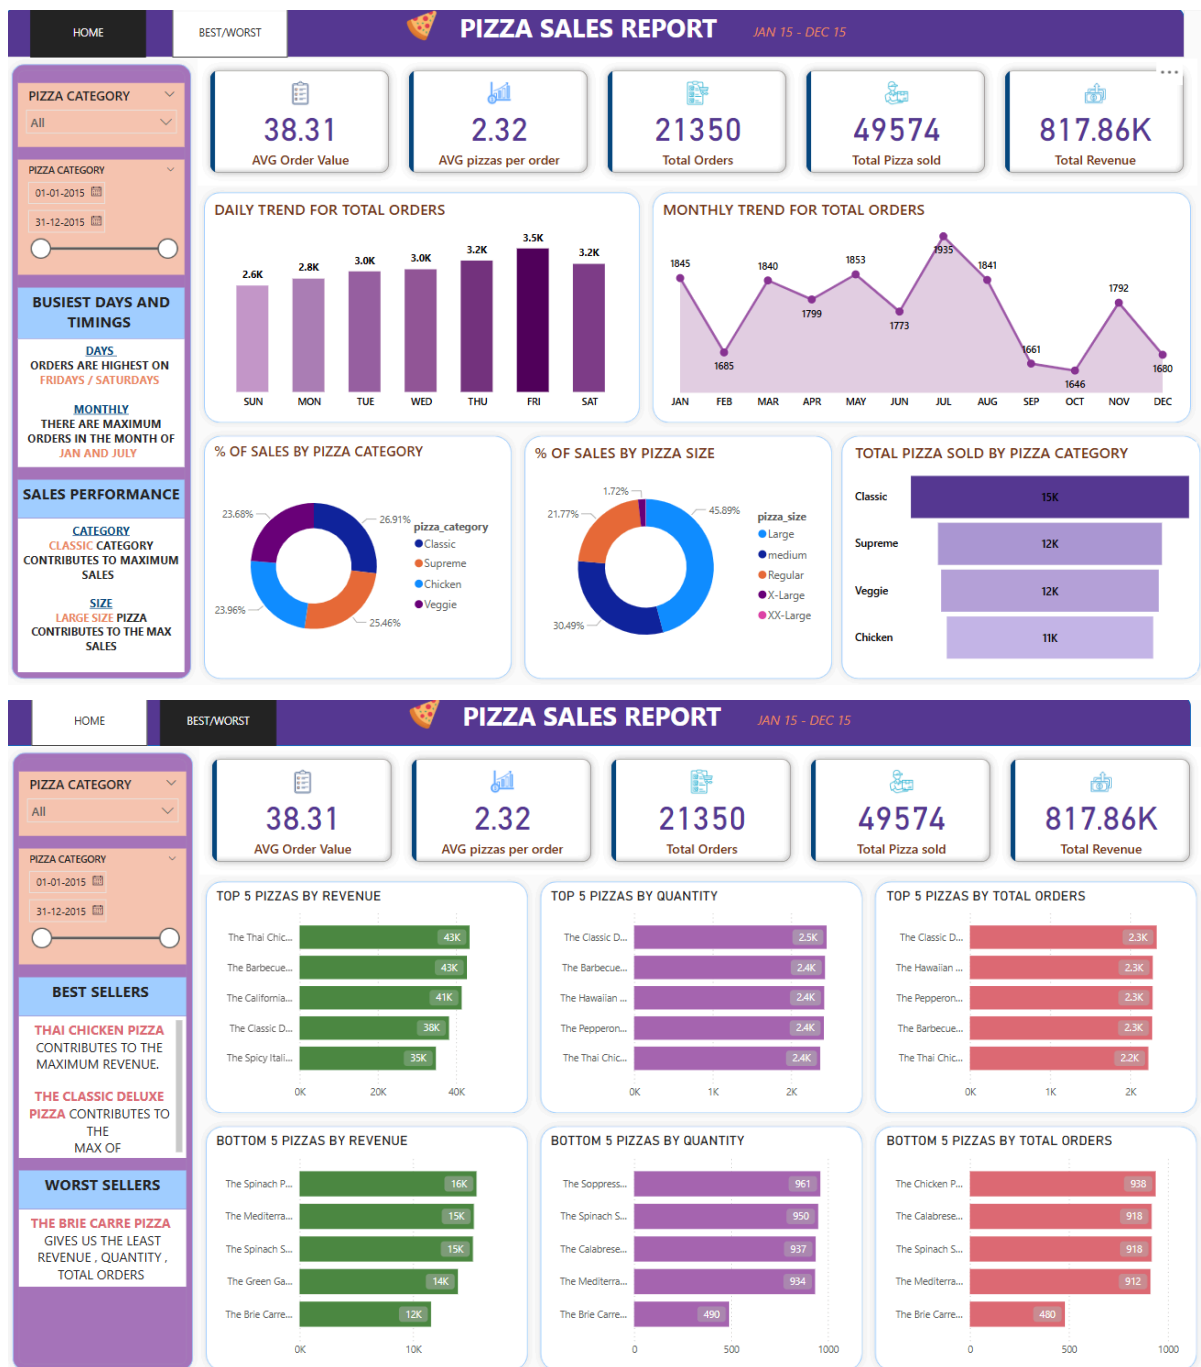 HOME
BEST/WORST
PIZZA SALES REPORT
JAN 15 - DEC 15
PIZZA CATEGORY
All
PIZZA CATEGORY
01-01-2015
31-12-2015
BUSIEST DAYS AND
TIMINGS
DAYS
ORDERS ARE HIGHEST ON
FRIDAYS / SATURDAYS
MONTHLY
THERE ARE MAXIMUM
ORDERS IN THE MONTH OF
JAN AND JULY
SALES PERFORMANCE
CATEGORY
CLASSIC CATEGORY
CONTRIBUTES TO MAXIMUM
SALES
SIZE
LARGE SIZE PIZZA
CONTRIBUTES TO THE MAX
SALES
38.31
AVG Order Value
2.32
AVG pizzas per order
21350
Total Orders
49574
Total Pizza sold
817.86K
Total Revenue
DAILY TREND FOR TOTAL ORDERS
2.6K
2.8K
3.0K
3.0K
3.2K
3.5K
3.2K
SUN
MON
TUE
WED
THU
FRI
SAT
MONTHLY TREND FOR TOTAL ORDERS
1845
1685
1840
1799
1853
1773
1935
1841
1661
1646
1792
1680
JAN
FEB
MAR
APR
MAY
JUN
JUL
AUG
SEP
OCT
NOV
DEC
% OF SALES BY PIZZA CATEGORY
23.68%
26.91%
23.96%
25.46%
pizza_category
Classic
Supreme
Chicken
Veggie
% OF SALES BY PIZZA SIZE
1.72%
21.77%
45.89%
30.49%
pizza_size
Large
medium
Regular
X-Large
XX-Large
TOTAL PIZZA SOLD BY PIZZA CATEGORY
Classic
15K
Supreme
12K
Veggie
12K
Chicken
11K
HOME
BEST/WORST
PIZZA SALES REPORT
JAN 15 - DEC 15
PIZZA CATEGORY
All
PIZZA CATEGORY
01-01-2015
31-12-2015
BEST SELLERS
THAI CHICKEN PIZZA
CONTRIBUTES TO THE
MAXIMUM REVENUE.
THE CLASSIC DELUXE
PIZZA CONTRIBUTES TO
THE
MAX OF
WORST SELLERS
THE BRIE CARRE PIZZA
GIVES US THE LEAST
REVENUE , QUANTITY ,
TOTAL ORDERS
38.31
AVG Order Value
2.32
AVG pizzas per order
21350
Total Orders
49574
Total Pizza sold
817.86K
Total Revenue
TOP 5 PIZZAS BY REVENUE
The Thai Chic... 43K
The Barbecue... 43K
The California... 41K
The Classic D... 38K
The Spicy Itali... 35K
0K 20K 40K
TOP 5 PIZZAS BY QUANTITY
The Classic D... 2.5K
The Barbecue... 2.4K
The Hawaiian ... 2.4K
The Pepperon... 2.4K
The Thai Chic... 2.4K
0K 1K 2K
TOP 5 PIZZAS BY TOTAL ORDERS
The Classic D... 2.3K
The Hawaiian ... 2.3K
The Pepperon... 2.3K
The Barbecue... 2.3K
The Thai Chic... 2.2K
0K 1K 2K
BOTTOM 5 PIZZAS BY REVENUE
The Spinach P... 16K
The Mediterra... 15K
The Spinach S... 15K
The Green Ga... 14K
The Brie Carre... 12K
0K 10K
BOTTOM 5 PIZZAS BY QUANTITY
The Soppress... 961
The Spinach S... 950
The Calabrese... 937
The Mediterra... 934
The Brie Carre... 490
0 500 1000
BOTTOM 5 PIZZAS BY TOTAL ORDERS
The Chicken P... 938
The Calabrese... 918
The Spinach S... 918
The Mediterra... 912
The Brie Carre... 480
0 500 1000